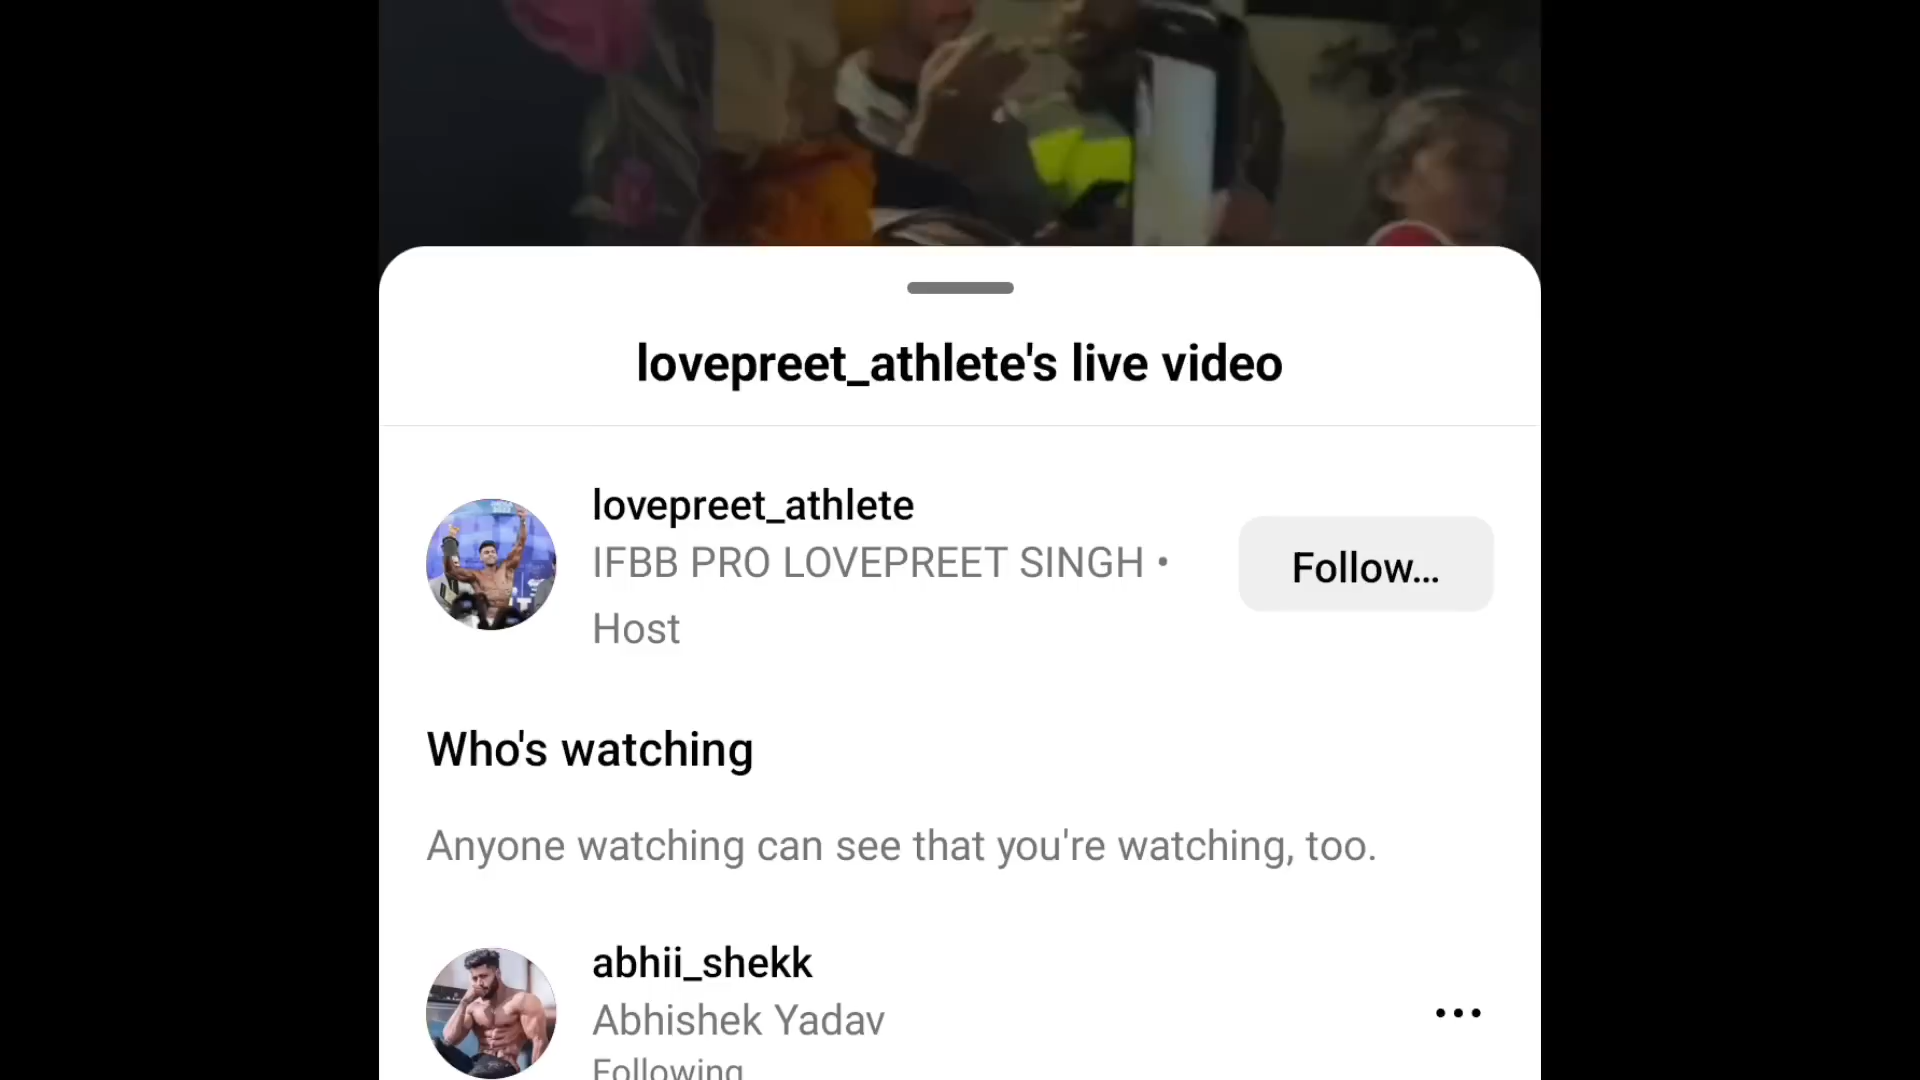 lovepreet_athlete's live video
lovepreet_athlete
IFBB PRO LOVEPREET SINGH •
Host
Follow...
Who's watching
Anyone watching can see that you're watching, too.
abhii_shekk
Abhishek Yadav
Following